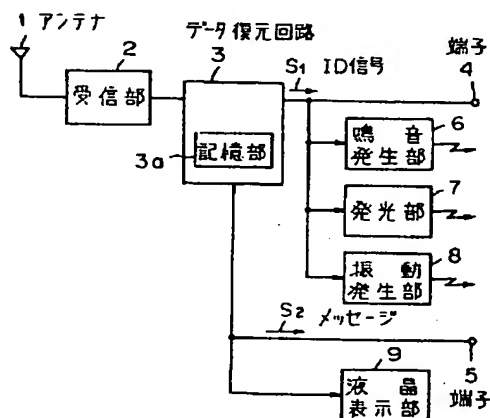 1 アンテナ
2
受信部
データ復元回路
3
3a 記憶部
S1 ID信号
端子
4
6
鳴音
発生部
7
発光部
8
振動
発生部
S2 メッセージ
5
端子
9
液晶
表示部